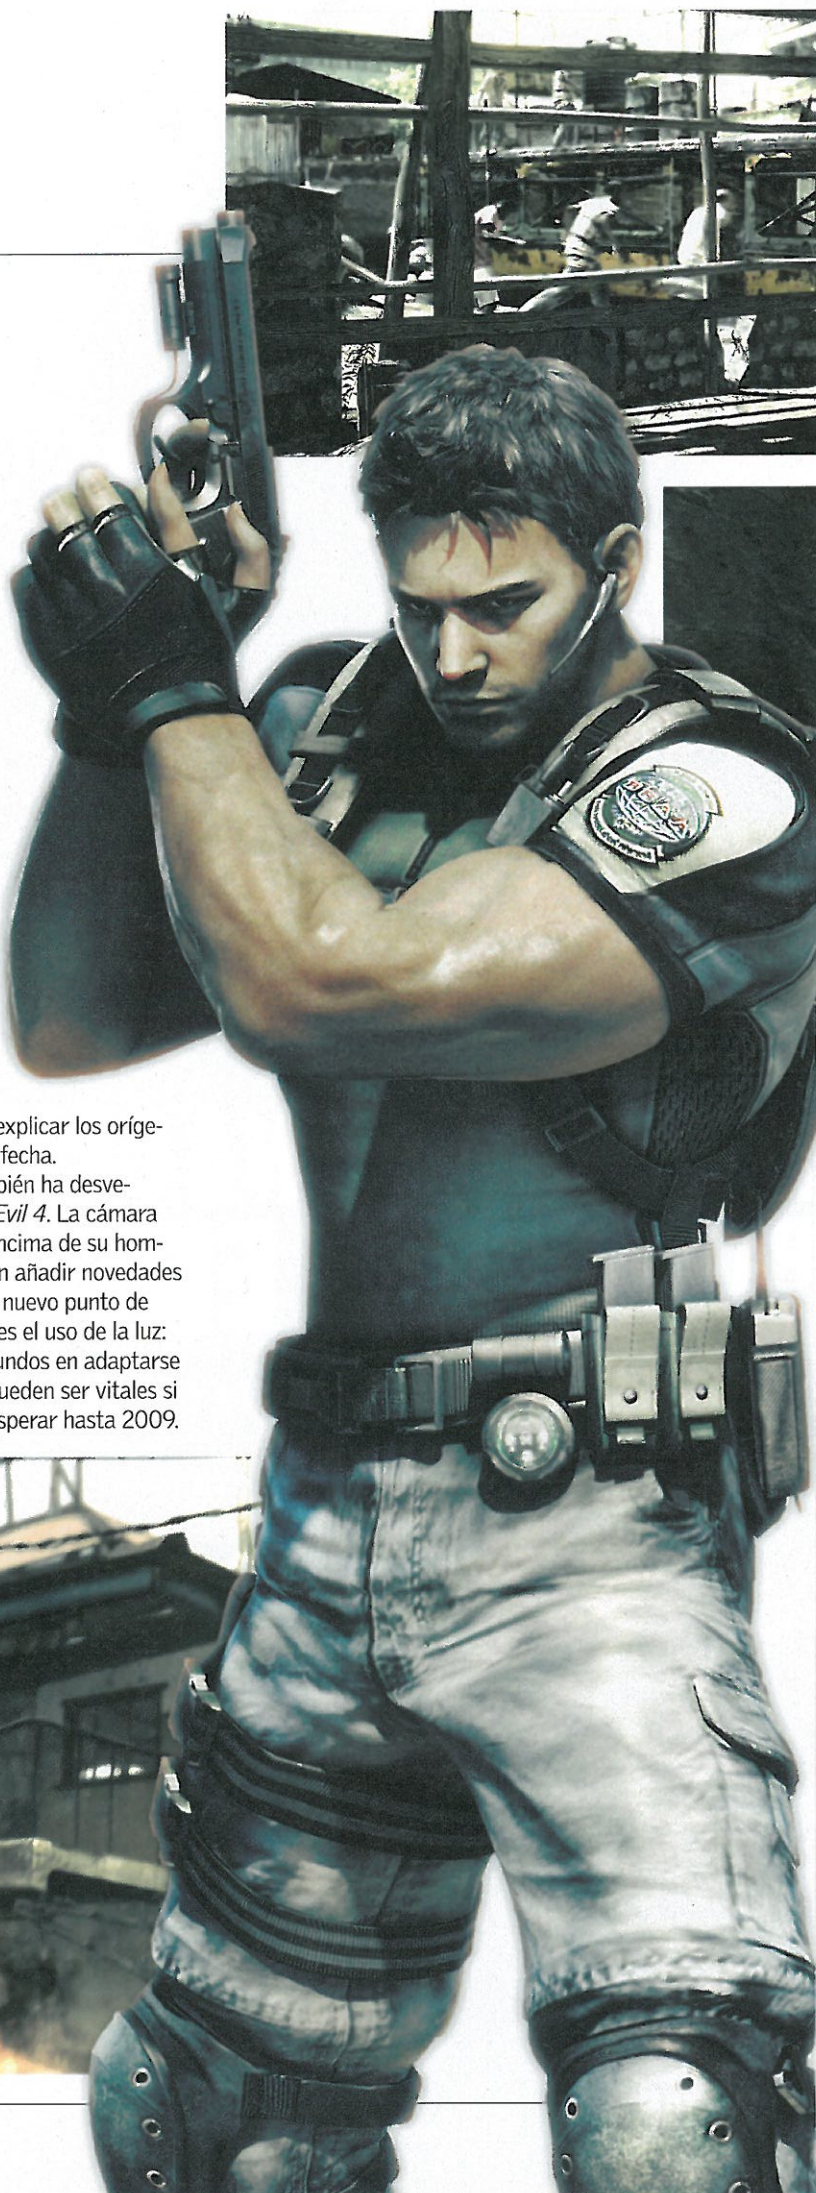 BSAA
explicar los oríge-
fecha.
bién ha desve-
Evil 4. La cámara
ncima de su hom-
n añadir novedades
nuevo punto de
es el uso de la luz:
undos en adaptarse
ueden ser vitales si
sperar hasta 2009.